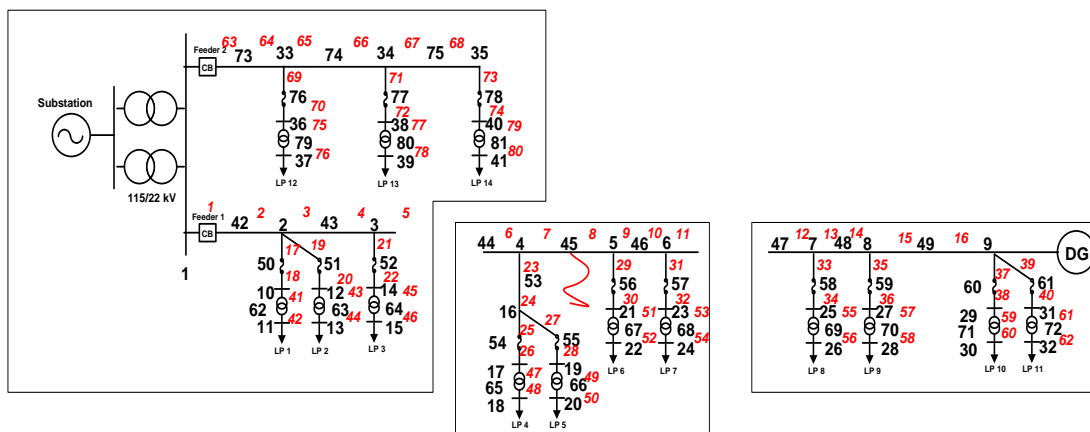 63 Feeder 2 73 64 33 65 74 66 34 67 75 68 35
CB
69 71 73
76 77 78
70 72 74
36 75 38 77 40 79
79 80 81
37 76 39 78 41 80
LP 12 LP 13 LP 14
Substation
115/22 kV
1 Feeder 1 42 2 2 3 43 4 3 5
CB
1
17 19 21
50 51 52
18 20 22
10 12 43 14 45
62 41 63 64
11 42 13 44 15 46
LP 1 LP 2 LP 3
44 6 4 7 45 8 5 9 46 10 6 11
23 29 31
53 56 57
24 30 32
16 27 21 51 23 53
25 67 68
54 55 22 52 24 54
26 28 LP 6 LP 7
17 47 19
65 66 49
18 48 20 50
LP 4 LP 5
47 12 7 13 48 14 8 15 49 16 9
DG
33 35 37 39
58 59 60 61
34 36 38 40
25 55 27 57 29 59 31 61
69 70 71 60 72
26 56 28 58 30 32 62
LP 8 LP 9 LP 10 LP 11